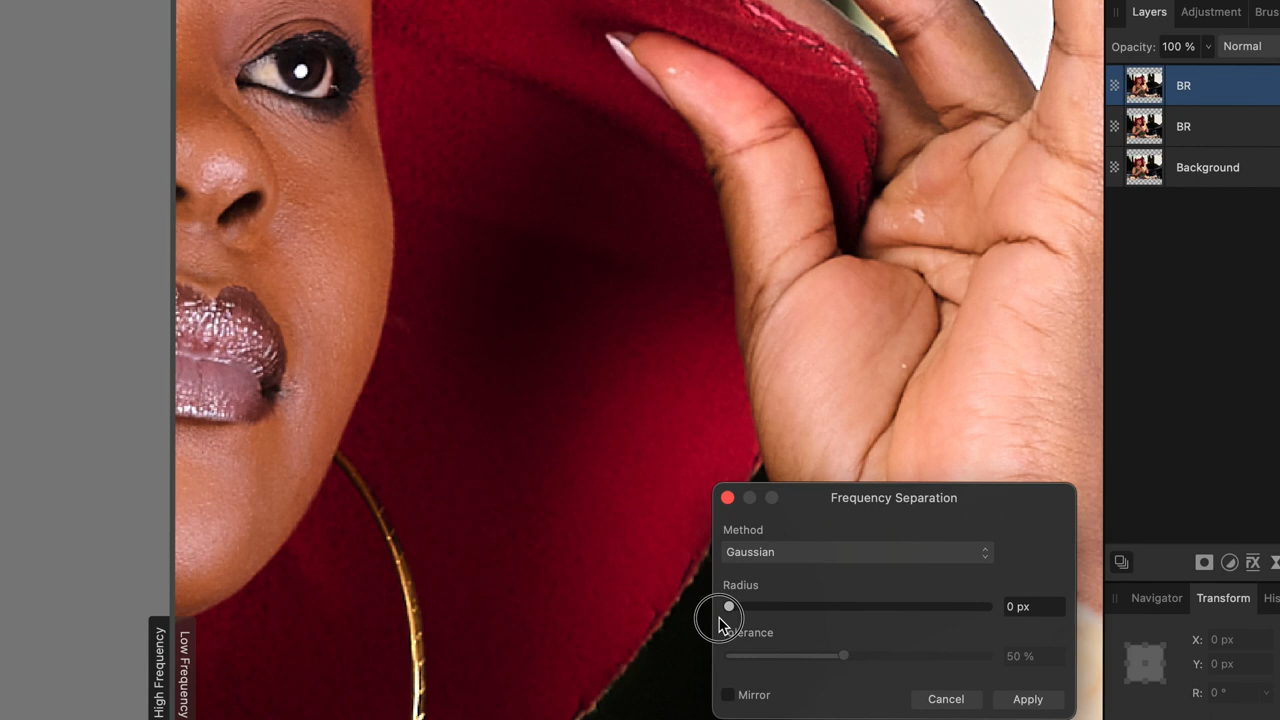 Layers Adjustment Brus
Opacity: 100 % Normal
BR
BR
Background
Frequency Separation
Method
Gaussian
Radius
0 px
lerance
50 %
Mirror
Cancel Apply
High Frequency
Low Frequency
Navigator Transform His
X: 0 px
Y: 0 px
R: 0 °